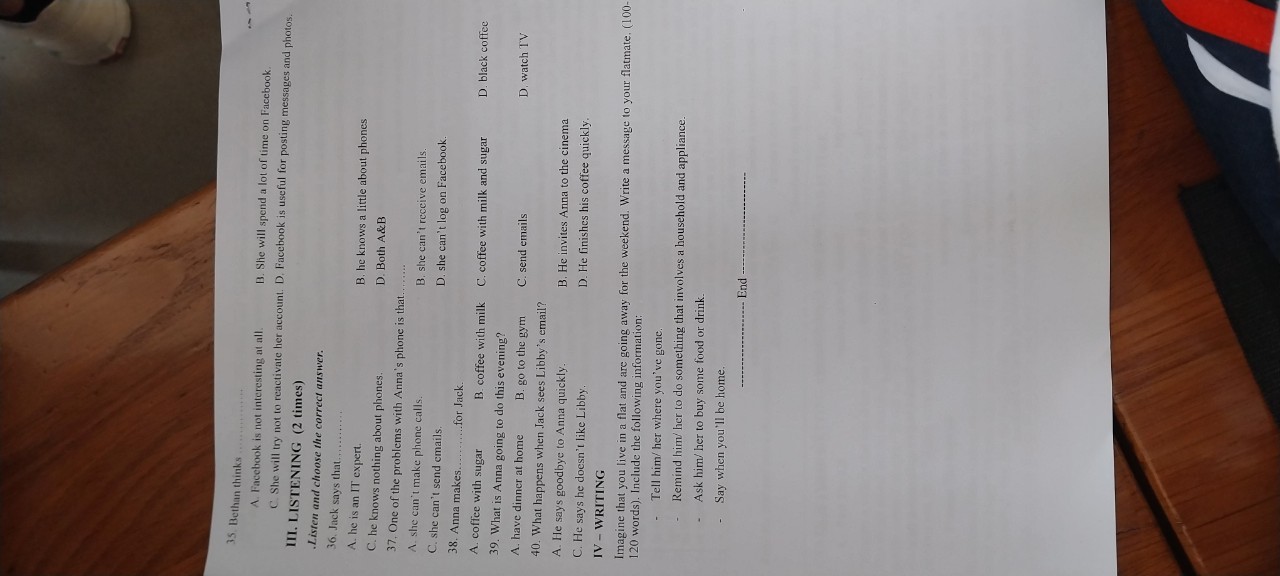 35. Bethan thinks ................
A. Facebook is not interesting at all. B. She will spend a lot of time on Facebook.
C. She will try not to reactivate her account. D. Facebook is useful for posting messages and photos.
III. LISTENING (2 times)
.Listen and choose the correct answer.
36. Jack says that............
A. he is an IT expert. B. he knows a little about phones
C. he knows nothing about phones. D. Both A&B
37. One of the problems with Anna's phone is that.........
A. she can't make phone calls. B. she can't receive emails.
C. she can't send emails. D. she can't log on Facebook.
38. Anna makes...........for Jack.
A. coffee with sugar B. coffee with milk C. coffee with milk and sugar D. black coffee
39. What is Anna going to do this evening?
A. have dinner at home B. go to the gym C. send emails D. watch TV
40. What happens when Jack sees Libby's email?
A. He says goodbye to Anna quickly. B. He invites Anna to the cinema
C. He says he doesn't like Libby. D. He finishes his coffee quickly.
IV – WRITING
Imagine that you live in a flat and are going away for the weekend. Write a message to your flatmate. (100-
120 words). Include the following information:
- Tell him/ her where you've gone.
- Remind him/ her to do something that involves a household and appliance.
- Ask him/ her to buy some food or drink.
- Say when you'll be home.
-------------------- End ------------------------